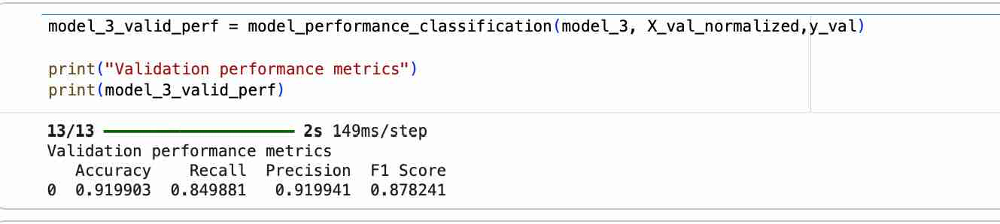 model_3_valid_perf = model_performance_classification(model_3, X_val_normalized,y_val)
print("Validation performance metrics")
print(model_3_valid_perf)
13/13 2s 149ms/step
Validation performance metrics
Accuracy Recall Precision F1 Score
0 0.919903 0.849881 0.919941 0.878241